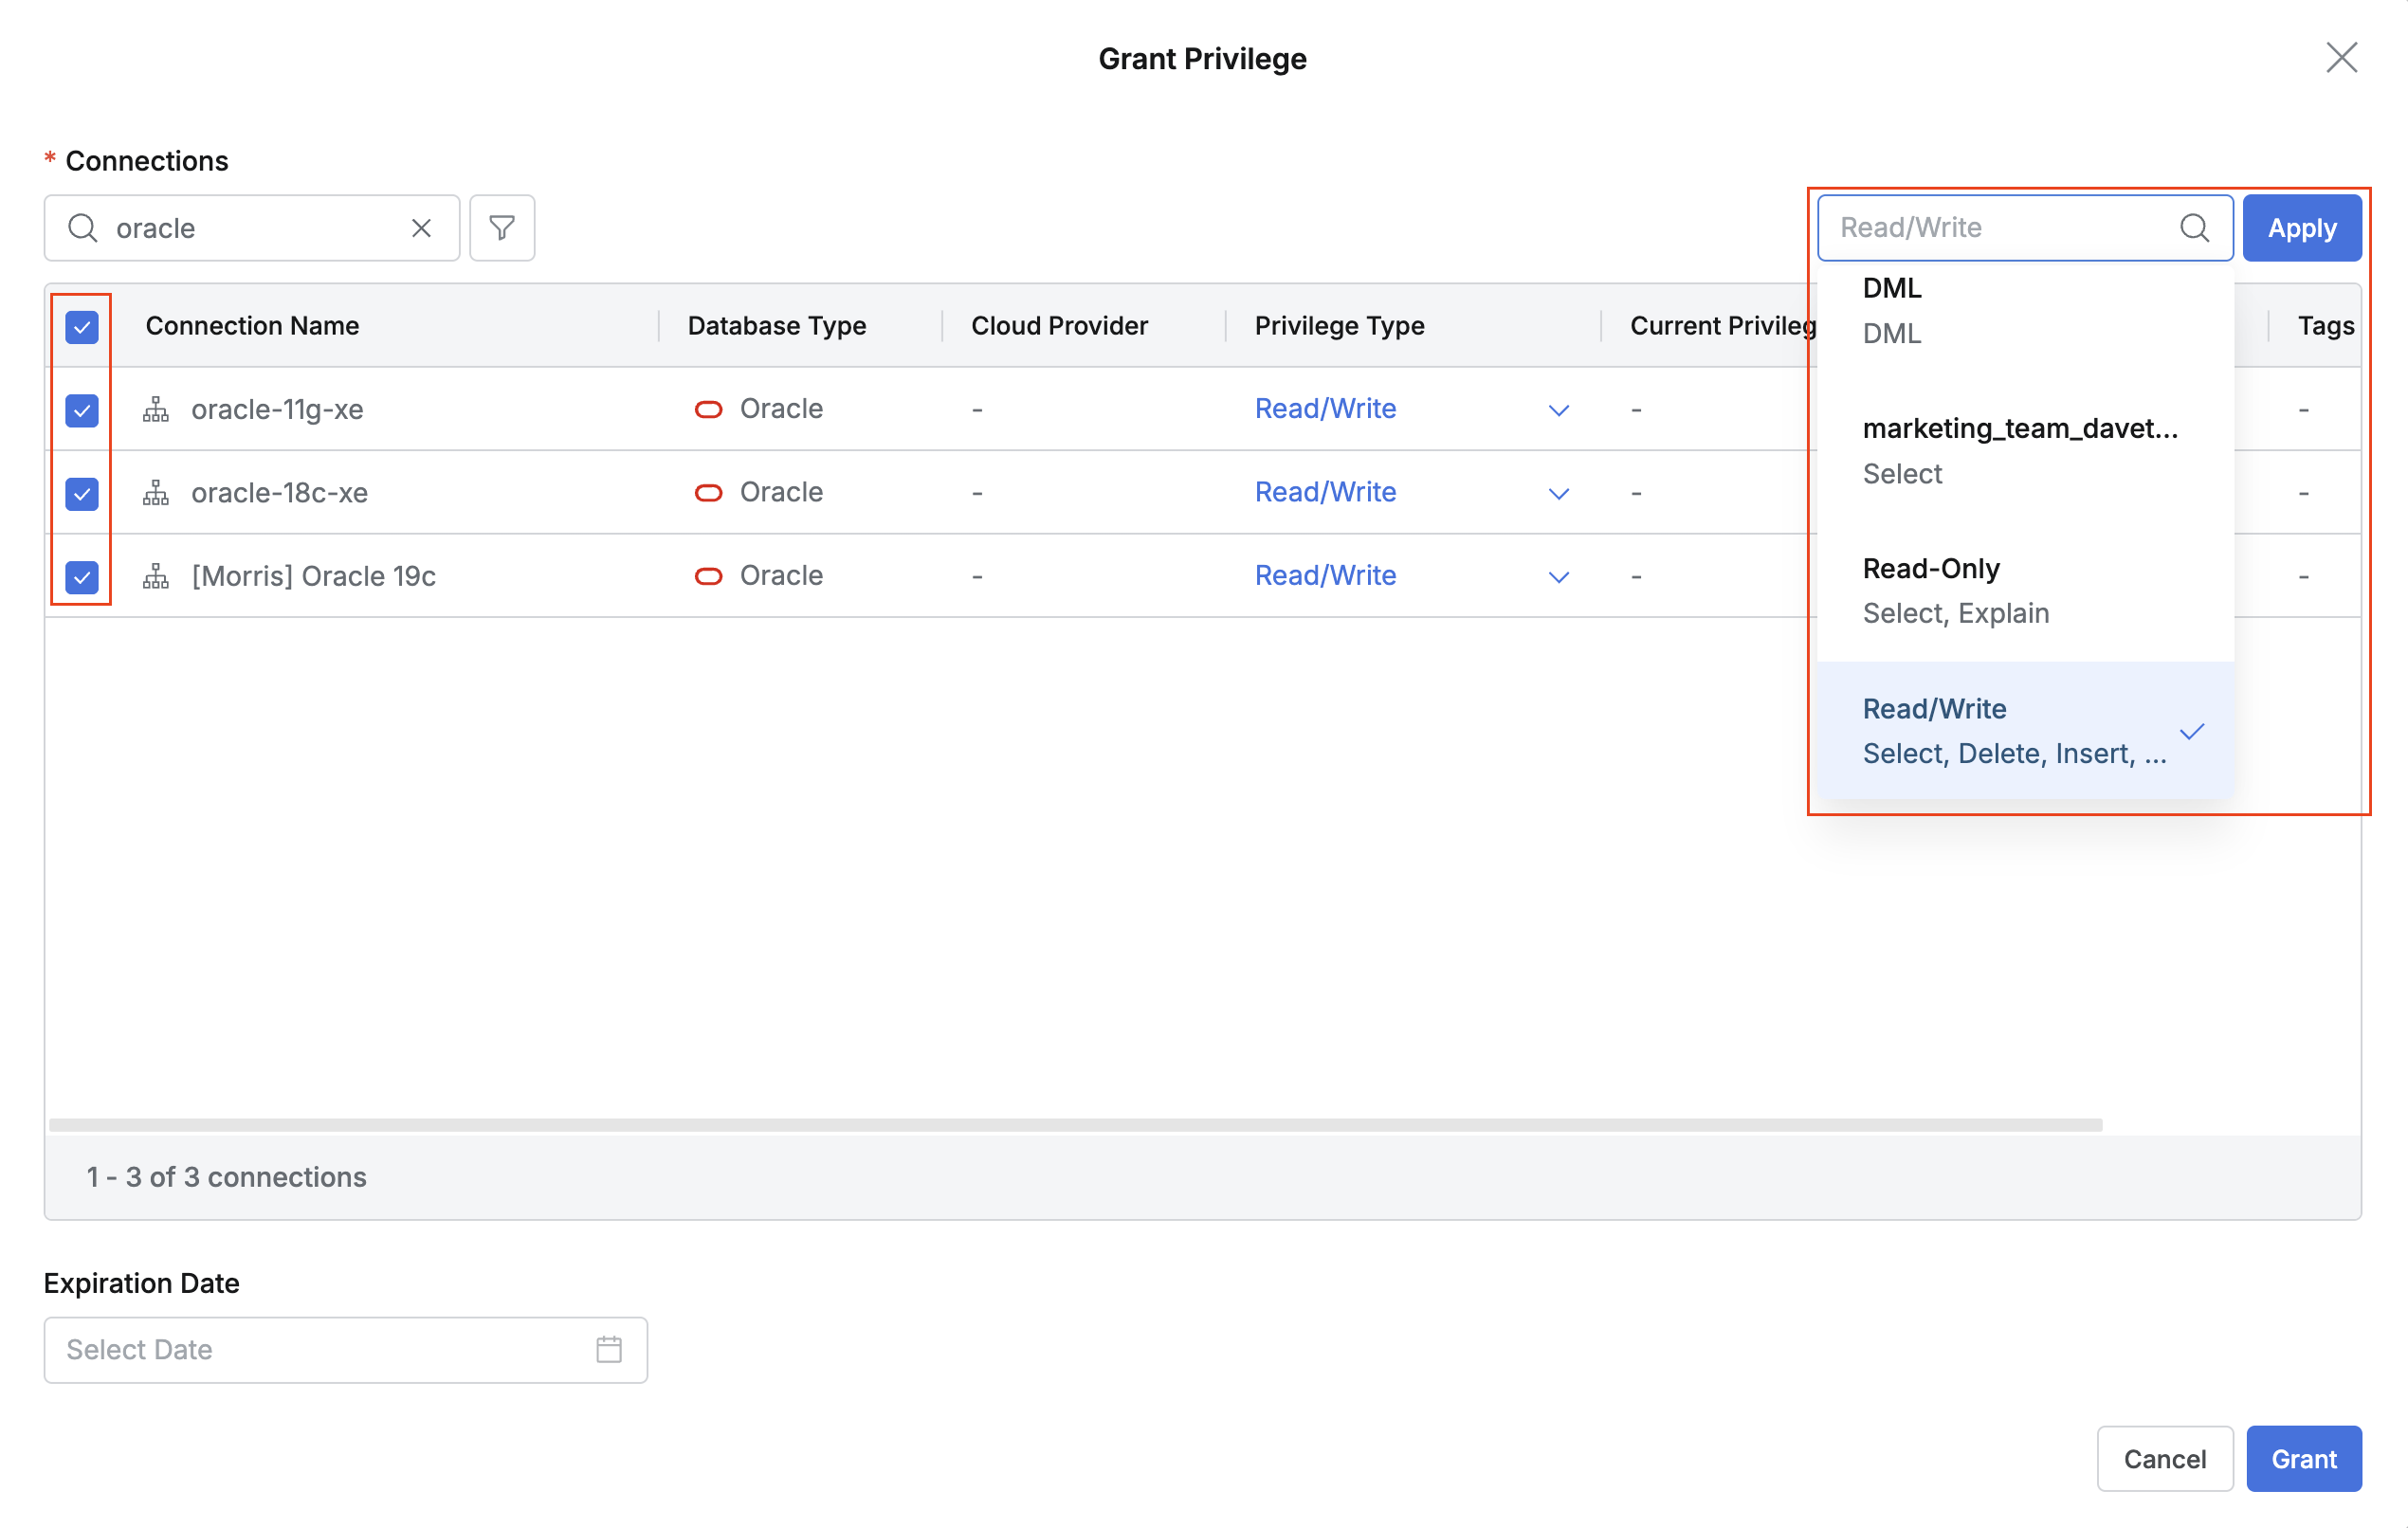 Grant Privilege
* Connections
oracle
Read/Write
Apply
Connection Name
Database Type
Cloud Provider
Privilege Type
Current Privileg
Tags
oracle-11g-xe
Oracle
-
Read/Write
-
-
oracle-18c-xe
Oracle
-
Read/Write
-
-
[Morris] Oracle 19c
Oracle
-
Read/Write
-
-
DML
DML
marketing_team_davet...
Select
Read-Only
Select, Explain
Read/Write
Select, Delete, Insert, ...
1 - 3 of 3 connections
Expiration Date
Select Date
Cancel
Grant